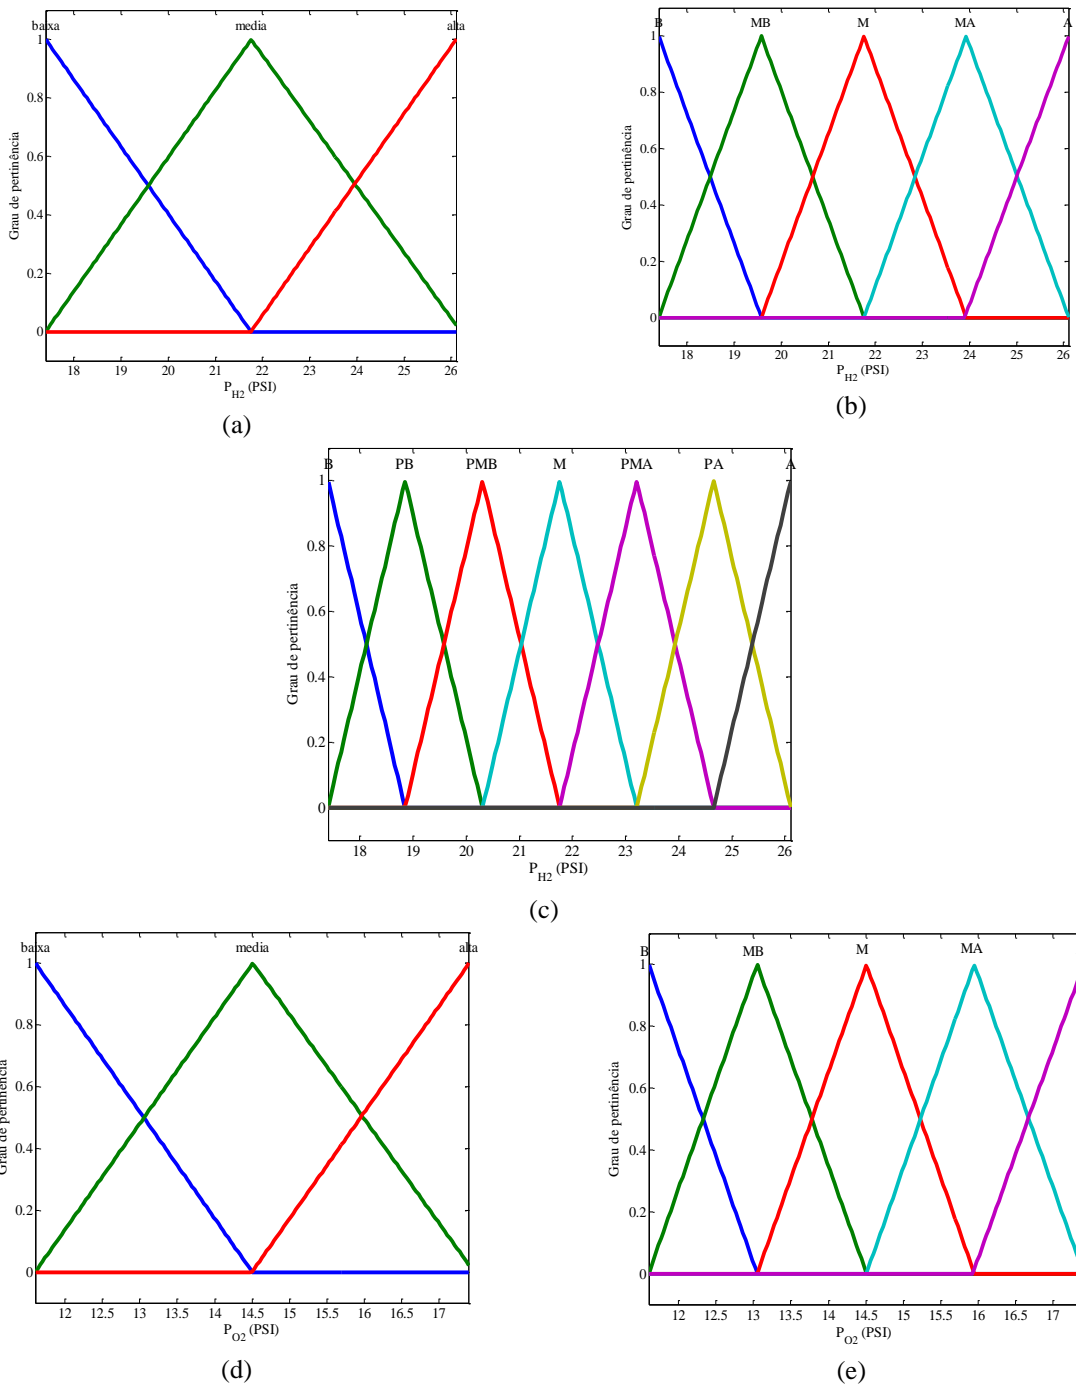 baixa media alta
1
0.8
0.6
0.4
0.2
0
Grau de pertinência
18 19 20 21 22 23 24 25 26
P_H2 (PSI)
(a)
B MB M MA A
1
0.8
0.6
0.4
0.2
0
Grau de pertinência
18 19 20 21 22 23 24 25 26
P_H2 (PSI)
(b)
B PB PMB M PMA PA A
1
0.8
0.6
0.4
0.2
0
Grau de pertinência
18 19 20 21 22 23 24 25 26
P_H2 (PSI)
(c)
baixa media alta
1
0.8
0.6
0.4
0.2
0
Grau de pertinência
12 12.5 13 13.5 14 14.5 15 15.5 16 16.5 17
P_O2 (PSI)
(d)
B MB M MA
1
0.8
0.6
0.4
0.2
0
Grau de pertinência
12 12.5 13 13.5 14 14.5 15 15.5 16 16.5 17
P_O2 (PSI)
(e)